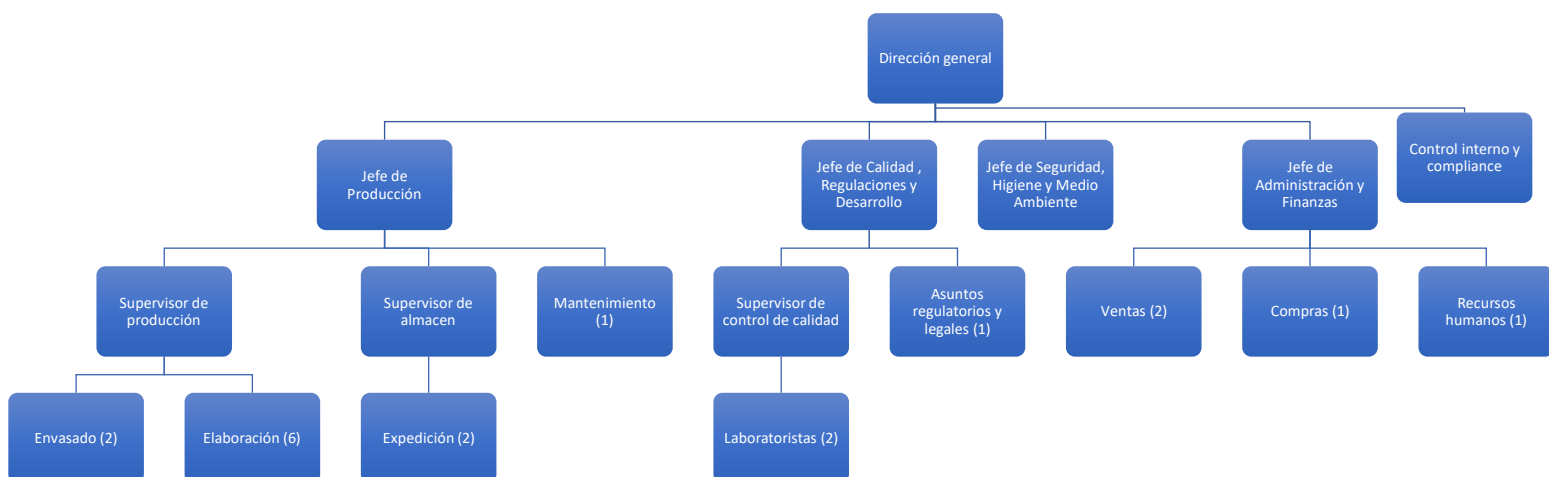 Dirección general
Control interno y
compliance
Jefe de
Producción
Jefe de Calidad ,
Regulaciones y
Desarrollo
Jefe de Seguridad,
Higiene y Medio
Ambiente
Jefe de
Administración y
Finanzas
Supervisor de
producción
Supervisor de
almacen
Mantenimiento
(1)
Supervisor de
control de calidad
Asuntos
regulatorios y
legales (1)
Ventas (2)
Compras (1)
Recursos
humanos (1)
Envasado (2)
Elaboración (6)
Expedición (2)
Laboratoristas (2)